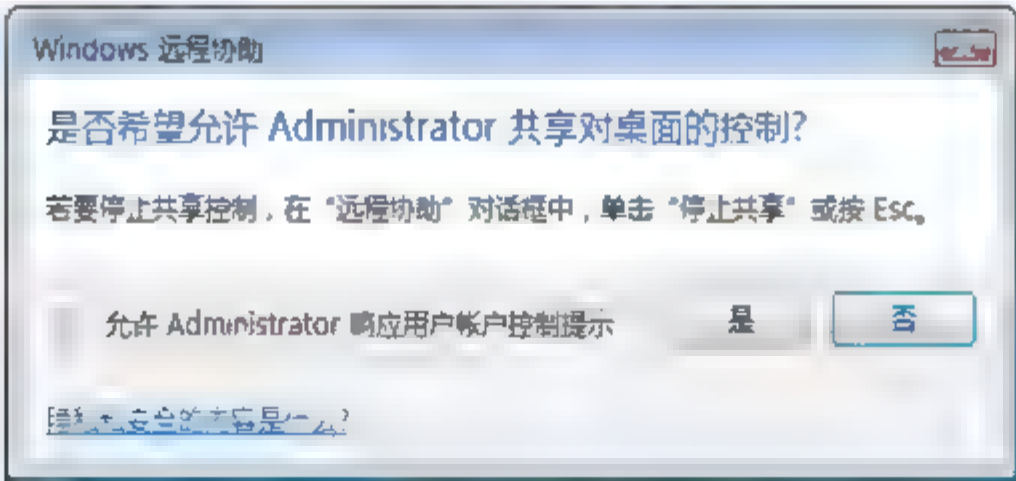 Windows 远程协助
是否希望允许 Administrator 共享对桌面的控制?
若要停止共享控制，在“远程协助”对话框中，单击“停止共享”或按 Esc。
允许 Administrator 响应用户帐户控制提示 是 否